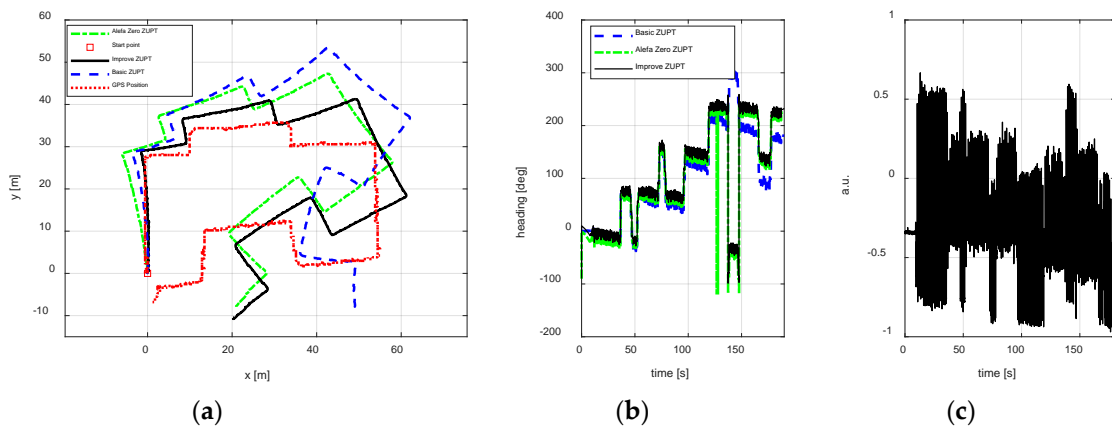 60
50
40
30
20
10
0
-10
y [m]
Alefa Zero ZUPT
Start point
Improve ZUPT
Basic ZUPT
GPS Position
0
20
40
60
x [m]
(a)
400
300
200
100
0
-100
-200
heading [deg]
Basic ZUPT
Alefa Zero ZUPT
Improve ZUPT
0
50
100
150
time [s]
(b)
1
0.5
0
-0.5
-1
a.u.
0
50
100
150
time [s]
(c)